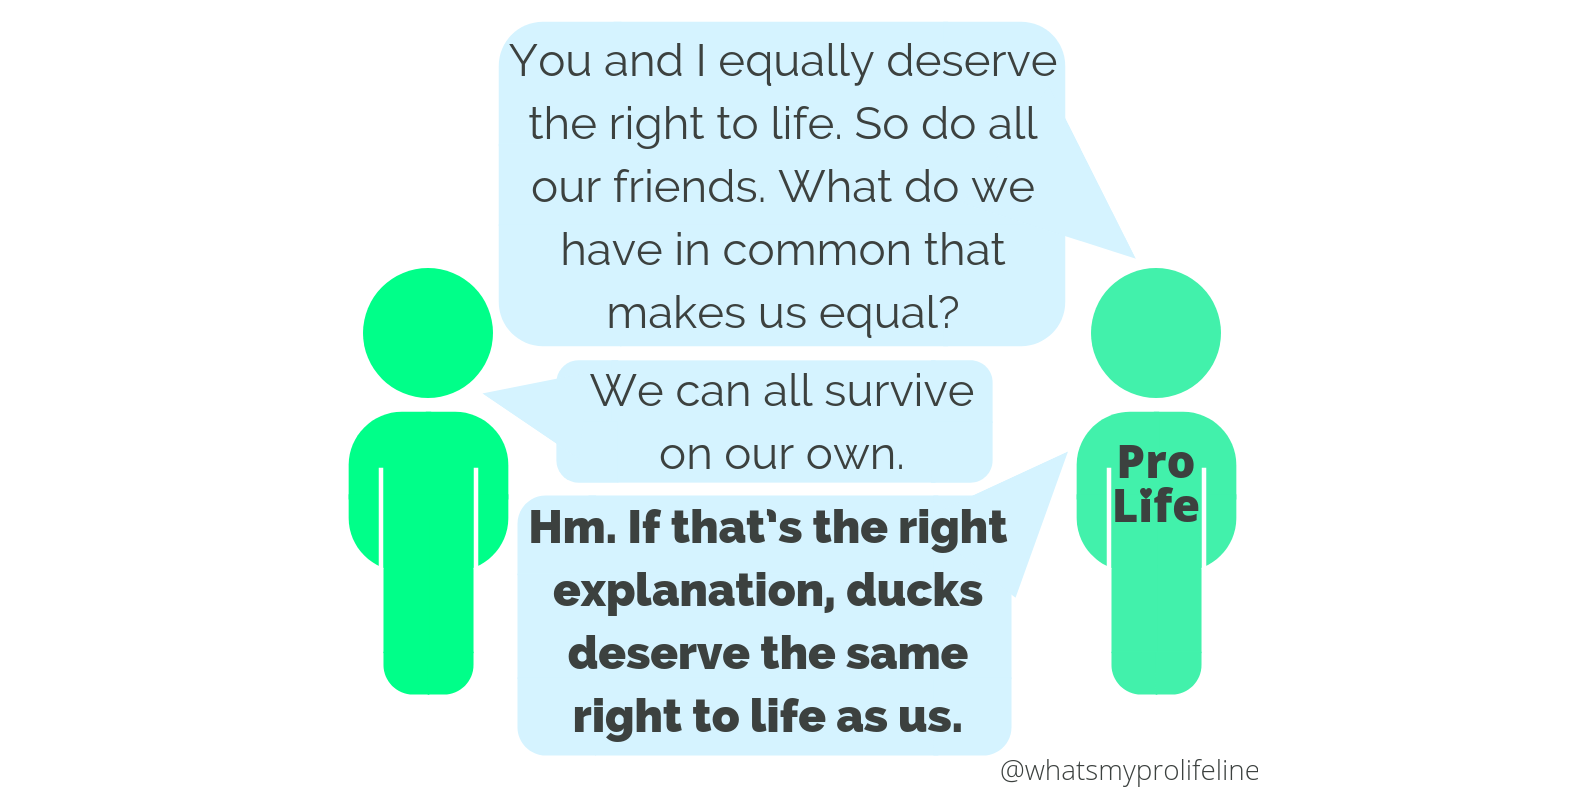 You and I equally deserve
the right to life. So do all
our friends. What do we
have in common that
makes us equal?
We can all survive
on our own.
Hm. If that's the right
explanation, ducks
deserve the same
right to life as us.
Pro
Life
@whatsmyprolifeline